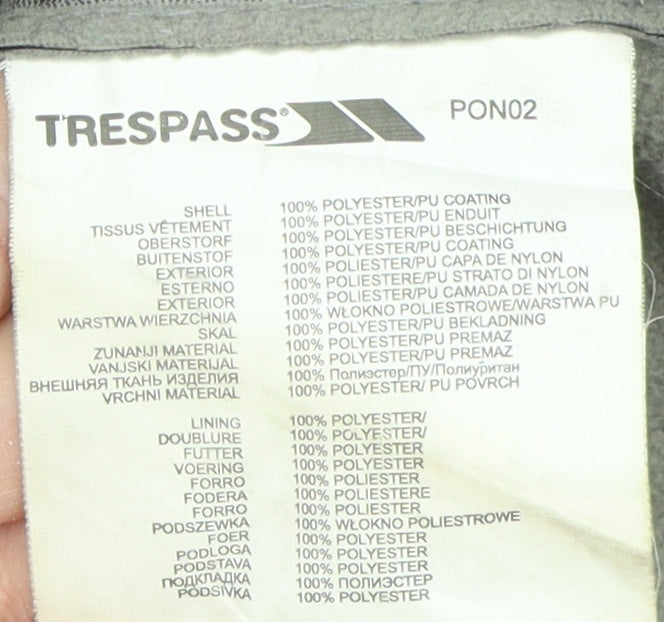 TRESPASS® PON02
SHELL 100% POLYESTER/PU COATING
TISSUS VÊTEMENT 100% POLYESTER/PU ENDUIT
OBERSTORF 100% POLYESTER/PU BESCHICHTUNG
BUITENSTOF 100% POLYESTER/PU COATING
EXTERIOR 100% POLIESTER/PU CAPA DE NYLON
ESTERNO 100% POLIESTERE/PU STRATO DI NYLON
EXTERIOR 100% POLIESTER/PU CAMADA DE NYLON
WARSTWA WIERZCHNIA 100% WŁOKNO POLIESTROWE/WARSTWA PU
SKAL 100% POLYESTER/PU BEKLADNING
ZUNANJI MATERIAL 100% POLYESTER/PU PREMAZ
VANJSKI MATERIJAL 100% POLYESTER/PU PREMAZ
ВНЕШНЯЯ ТКАНЬ ИЗДЕЛИЯ 100% Полиэстер/ПУ/Полиуритан
VRCHNI MATERIAL 100% POLYESTER/ PU POVRCH
LINING 100% POLYESTER/
DOUBLURE 100% POLYESTER/
FUTTER 100% POLYESTER
VOERING 100% POLYESTER
FORRO 100% POLIESTER
FODERA 100% POLIESTERE
FORRO 100% POLIESTER
PODSZEWKA 100% WŁOKNO POLIESTROWE
FOER 100% POLYESTER
PODLOGA 100% POLYESTER
PODSTAVA 100% POLYESTER
ПОДКЛАДКА 100% ПОЛИЭСТЕР
PODSIVKA 100% POLYESTER